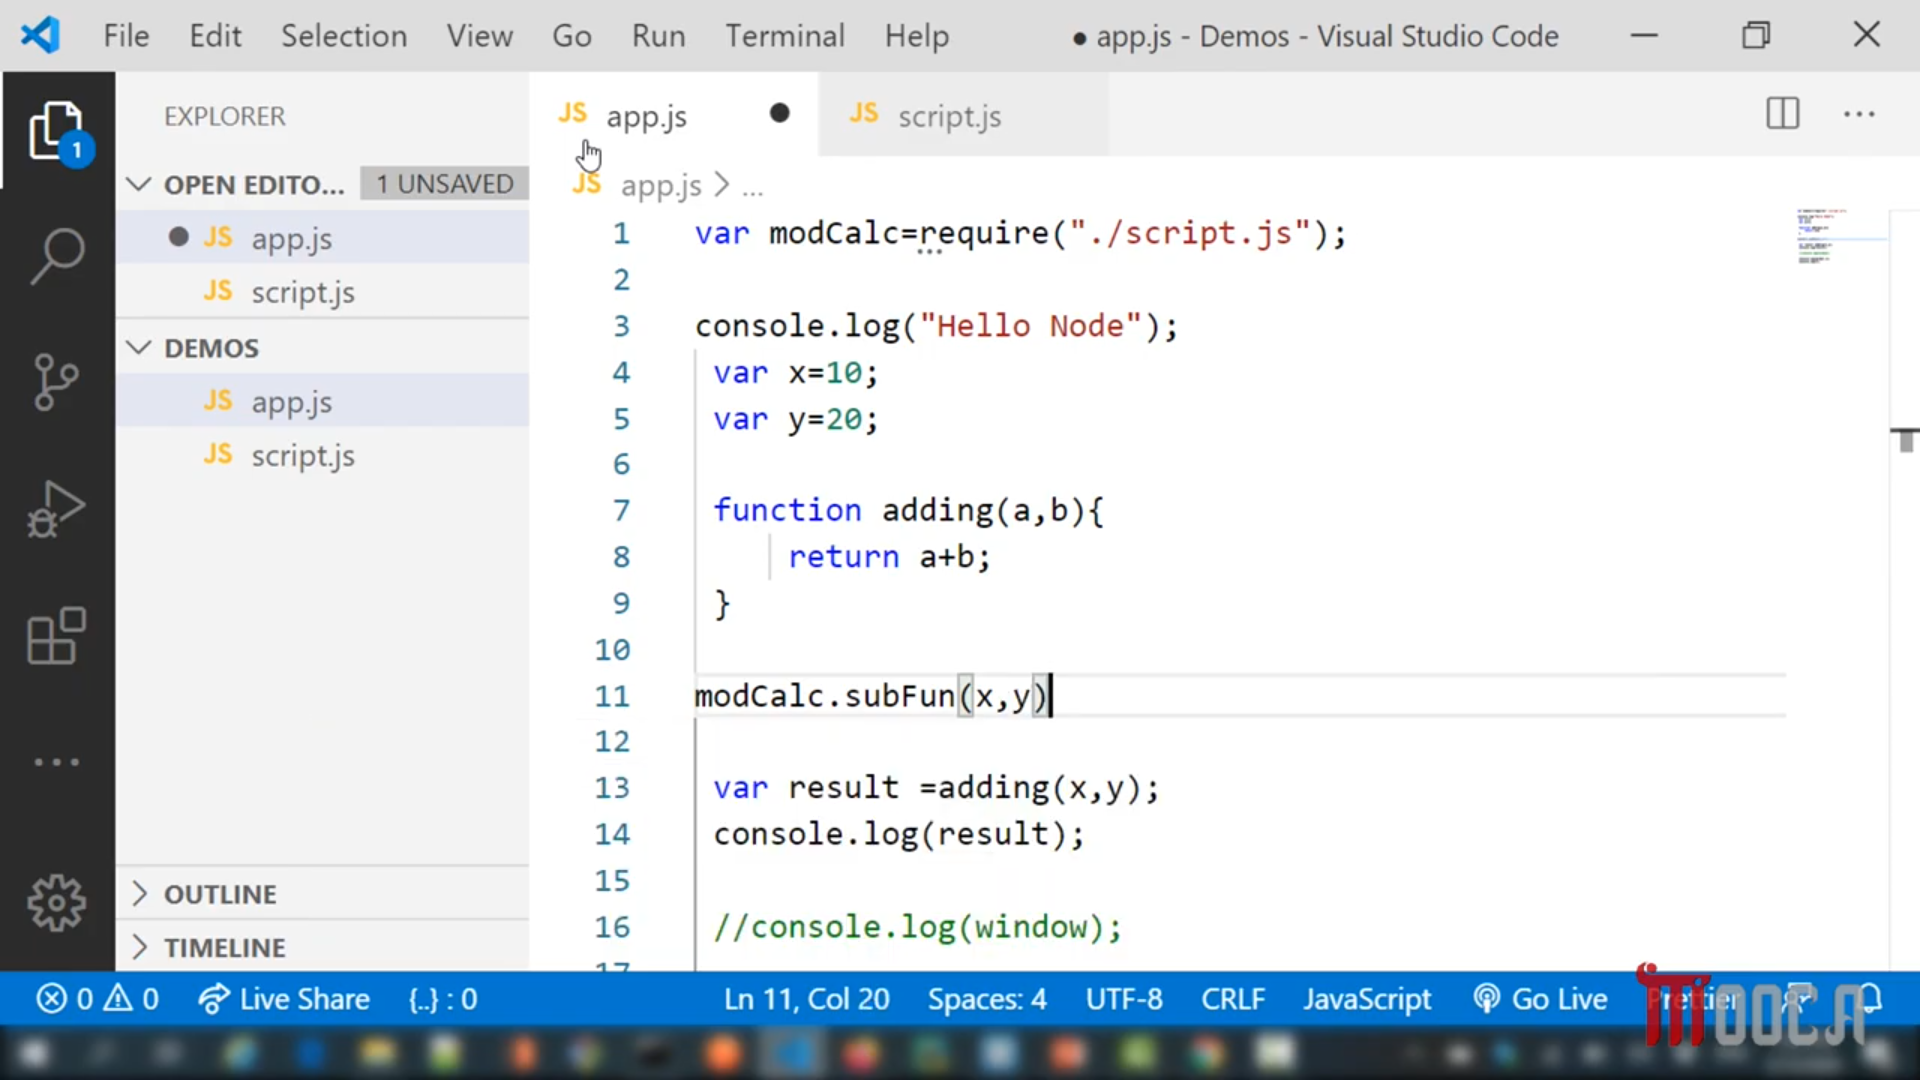 File Edit Selection View Go Run Terminal Help ● app.js - Demos - Visual Studio Code
EXPLORER
OPEN EDITO... 1 UNSAVED
JS app.js
JS script.js
DEMOS
JS app.js
JS script.js
OUTLINE
TIMELINE
1
JS app.js
JS script.js
JS app.js > ...
1 var modCalc=require("./script.js");
2
3 console.log("Hello Node");
4 var x=10;
5 var y=20;
6
7 function adding(a,b){
8 return a+b;
9 }
10
11 modCalc.subFun(x,y)
12
13 var result =adding(x,y);
14 console.log(result);
15
16 //console.log(window);
17
0 0 Live Share {..} : 0 Ln 11, Col 20 Spaces: 4 UTF-8 CRLF JavaScript Go Live Prettier
MOOCA